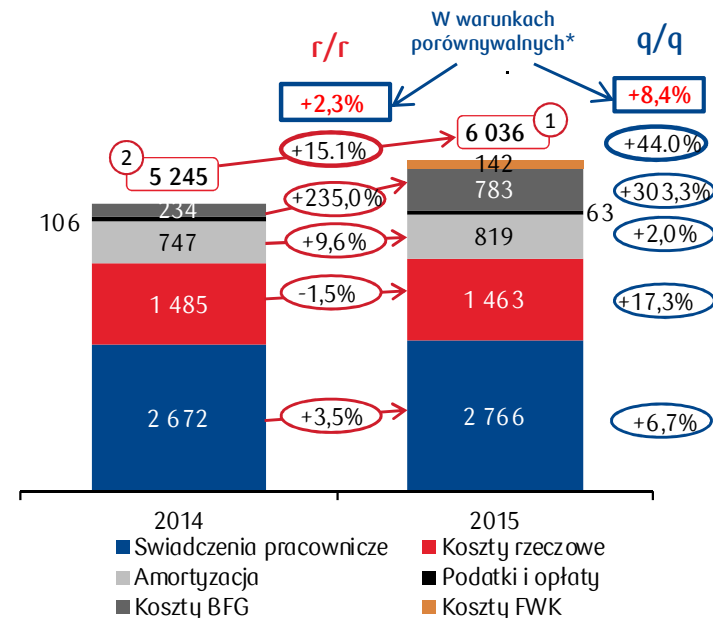 W warunkach
porównywalnych*
r/r
q/q
+2,3%
+8,4%
2
5 245
+15.1%
6 036
1
+44.0%
142
106
234
+235,0%
783
63
+303,3%
747
+9,6%
819
+2,0%
1 485
-1,5%
1 463
+17,3%
2 672
+3,5%
2 766
+6,7%
2014
2015
Swiadczenia pracownicze
Koszty rzeczowe
Amortyzacja
Podatki i opłaty
Koszty BFG
Koszty FWK